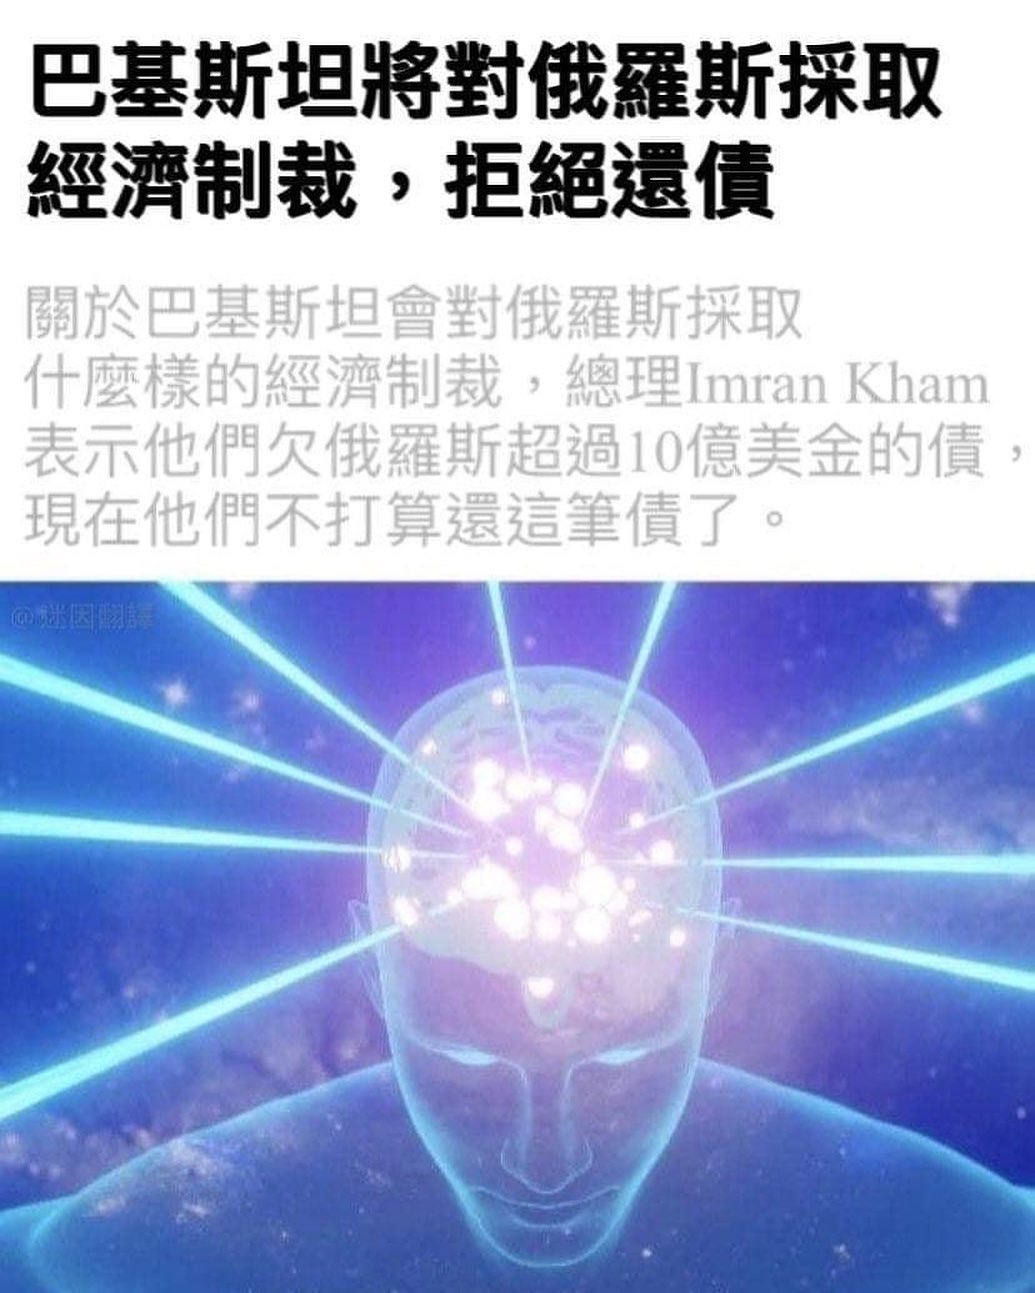 巴基斯坦將對俄羅斯採取
經濟制裁，拒絕還債
關於巴基斯坦會對俄羅斯採取
什麼樣的經濟制裁，總理Imran Kham
表示他們欠俄羅斯超過10億美金的債，
現在他們不打算還這筆債了。
@迷因翻譯